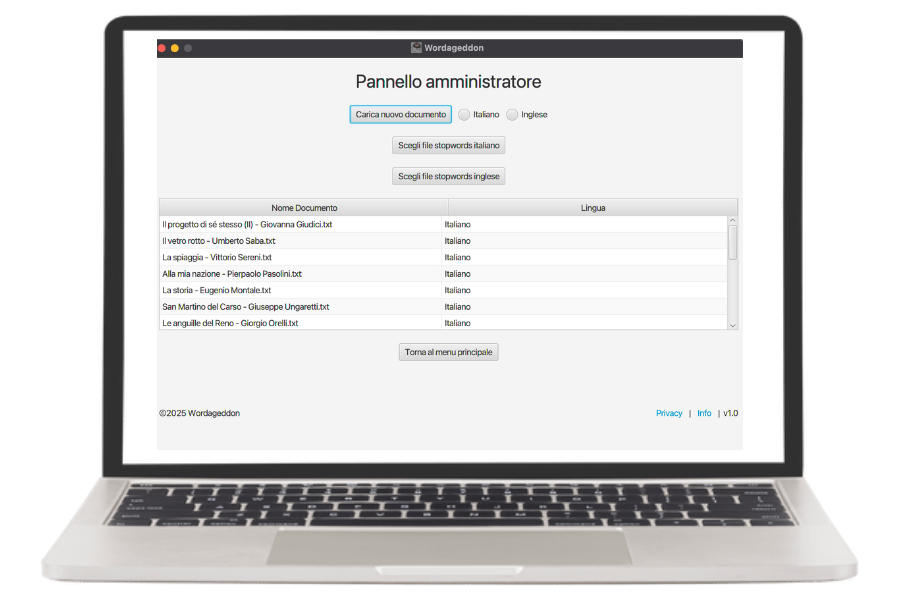 Wordageddon
Pannello amministratore
Carica nuovo documento Italiano Inglese
Scegli file stopwords italiano
Scegli file stopwords inglese
Nome Documento Lingua
Il progetto di sé stesso (II) - Giovanna Giudici.txt Italiano
Il vetro rotto - Umberto Saba.txt Italiano
La spiaggia - Vittorio Sereni.txt Italiano
Alla mia nazione - Pierpaolo Pasolini.txt Italiano
La storia - Eugenio Montale.txt Italiano
San Martino del Carso - Giuseppe Ungaretti.txt Italiano
Le anguille del Reno - Giorgio Orelli.txt Italiano
Torna al menu principale
©2025 Wordageddon Privacy | Info | v1.0